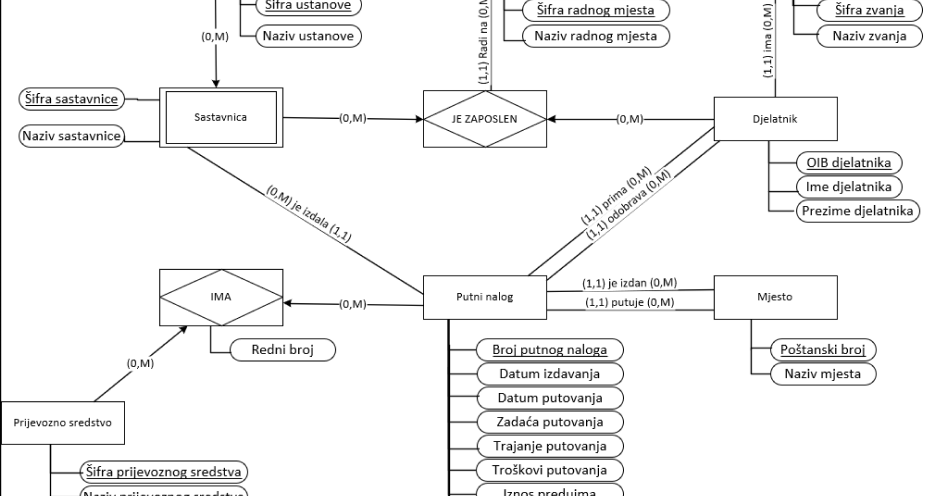 Šifra ustanove
Naziv ustanove
Šifra radnog mjesta
Naziv radnog mjesta
Šifra zvanja
Naziv zvanja
(0,M)
(1,1) Radi na
(1,1) ima (0,M)
Šifra sastavnice
Naziv sastavnice
Sastavnica
(0,M)
JE ZAPOSLEN
(0,M)
Djelatnik
OIB djelatnika
Ime djelatnika
Prezime djelatnika
(0,M) je izdala (1,1)
(1,1) prima (0,M)
(1,1) odobrava (0,M)
IMA
Redni broj
(0,M)
Putni nalog
(1,1) je izdan (0,M)
(1,1) putuje (0,M)
Mjesto
Poštanski broj
Naziv mjesta
(0,M)
Prijevozno sredstvo
Šifra prijevoznog sredstva
Naziv prijevoznog sredstva
Broj putnog naloga
Datum izdavanja
Datum putovanja
Zadaća putovanja
Trajanje putovanja
Troškovi putovanja
Iznos predujma